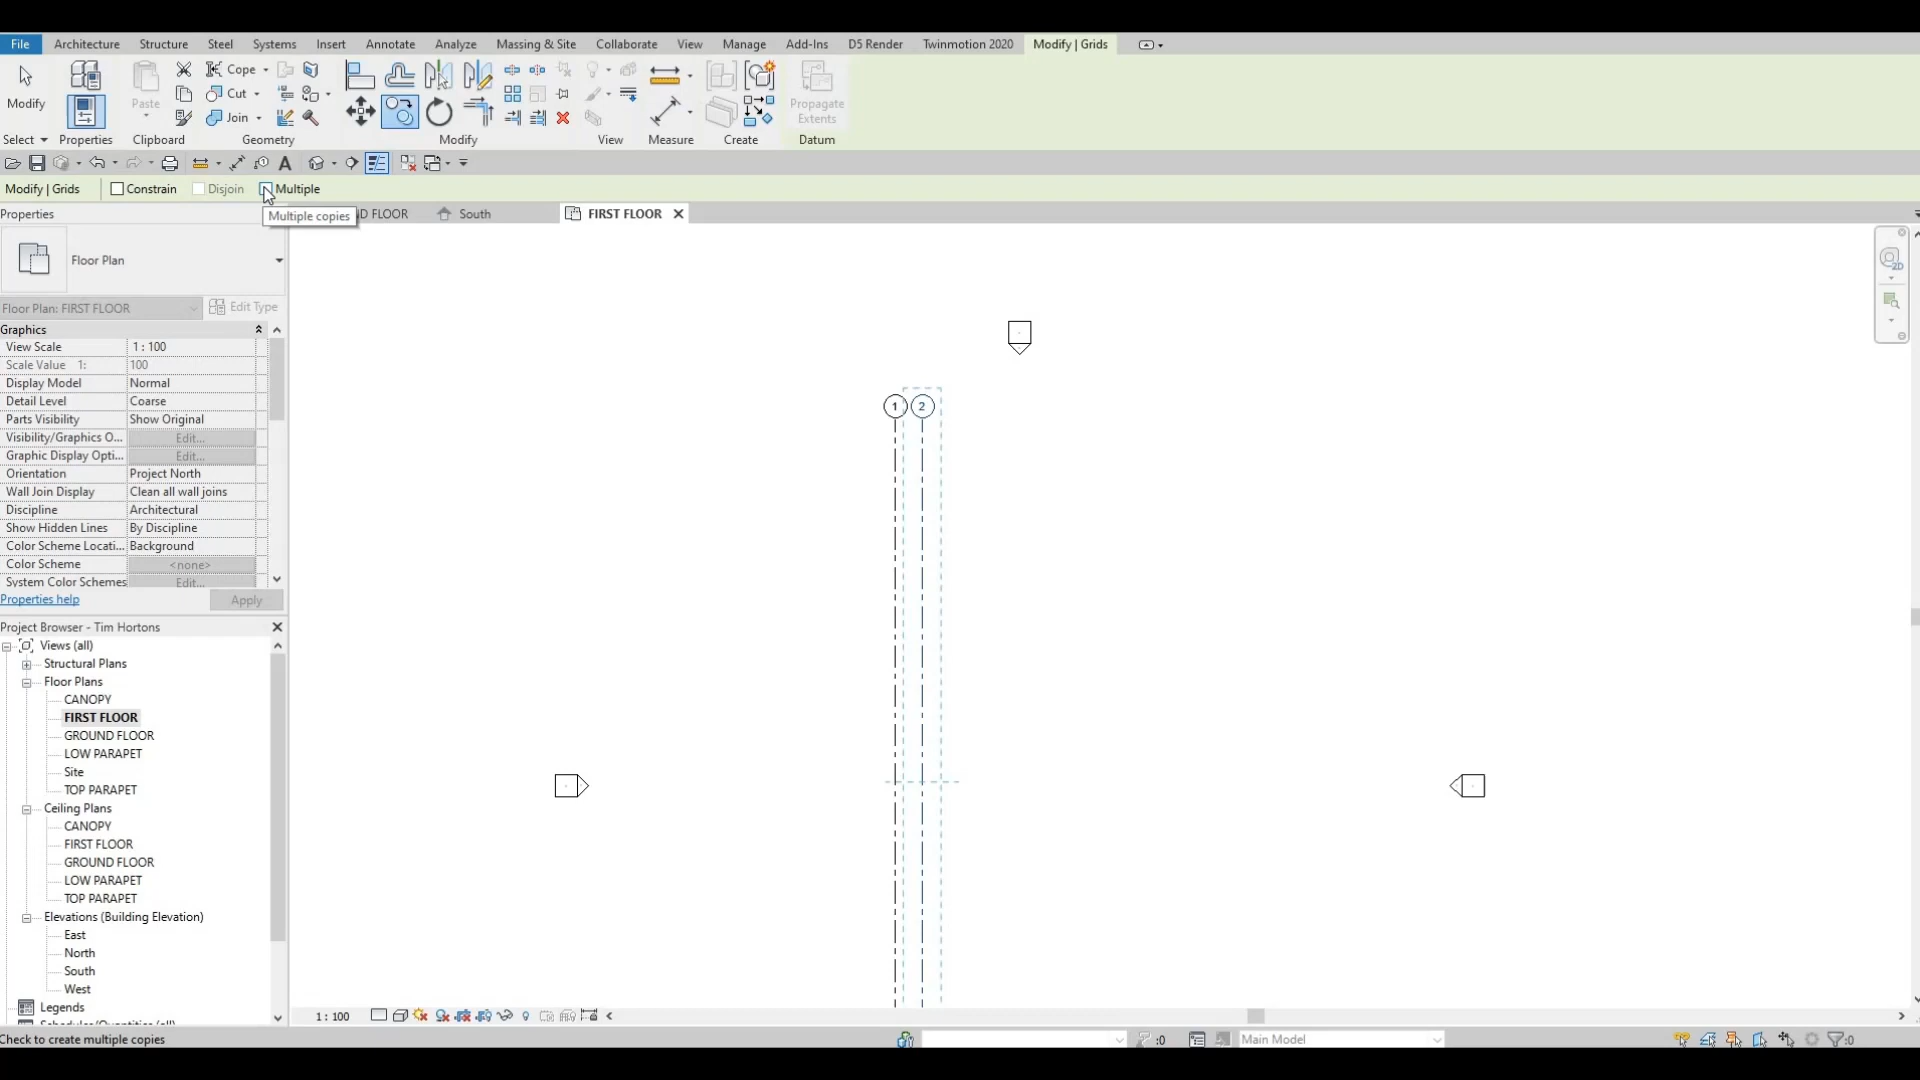 File Architecture Structure Steel Systems Insert Annotate Analyze Massing & Site Collaborate View Manage Add-Ins D5 Render Twinmotion 2020 Modify | Grids
Cope
Cut
Join
Modify
Paste
Propagate
Extents
Select Properties Clipboard Geometry Modify View Measure Create Datum
Modify | Grids Constrain Disjoin Multiple
Multiple copies
Properties
D FLOOR South FIRST FLOOR
Floor Plan
Floor Plan: FIRST FLOOR Edit Type
Graphics
View Scale 1 : 100
Scale Value 1: 100
Display Model Normal
Detail Level Coarse
Parts Visibility Show Original
Visibility/Graphics O... Edit...
Graphic Display Opti... Edit...
Orientation Project North
Wall Join Display Clean all wall joins
Discipline Architectural
Show Hidden Lines By Discipline
Color Scheme Locati... Background
Color Scheme <none>
System Color Schemes Edit...
Properties help Apply
Project Browser - Tim Hortons
Views (all)
Structural Plans
Floor Plans
CANOPY
FIRST FLOOR
GROUND FLOOR
LOW PARAPET
Site
TOP PARAPET
Ceiling Plans
CANOPY
FIRST FLOOR
GROUND FLOOR
LOW PARAPET
TOP PARAPET
Elevations (Building Elevation)
East
North
South
West
Legends
Schedules/Quantities (all)
1 2
2D
1 : 100
Check to create multiple copies
:0
Main Model
:0